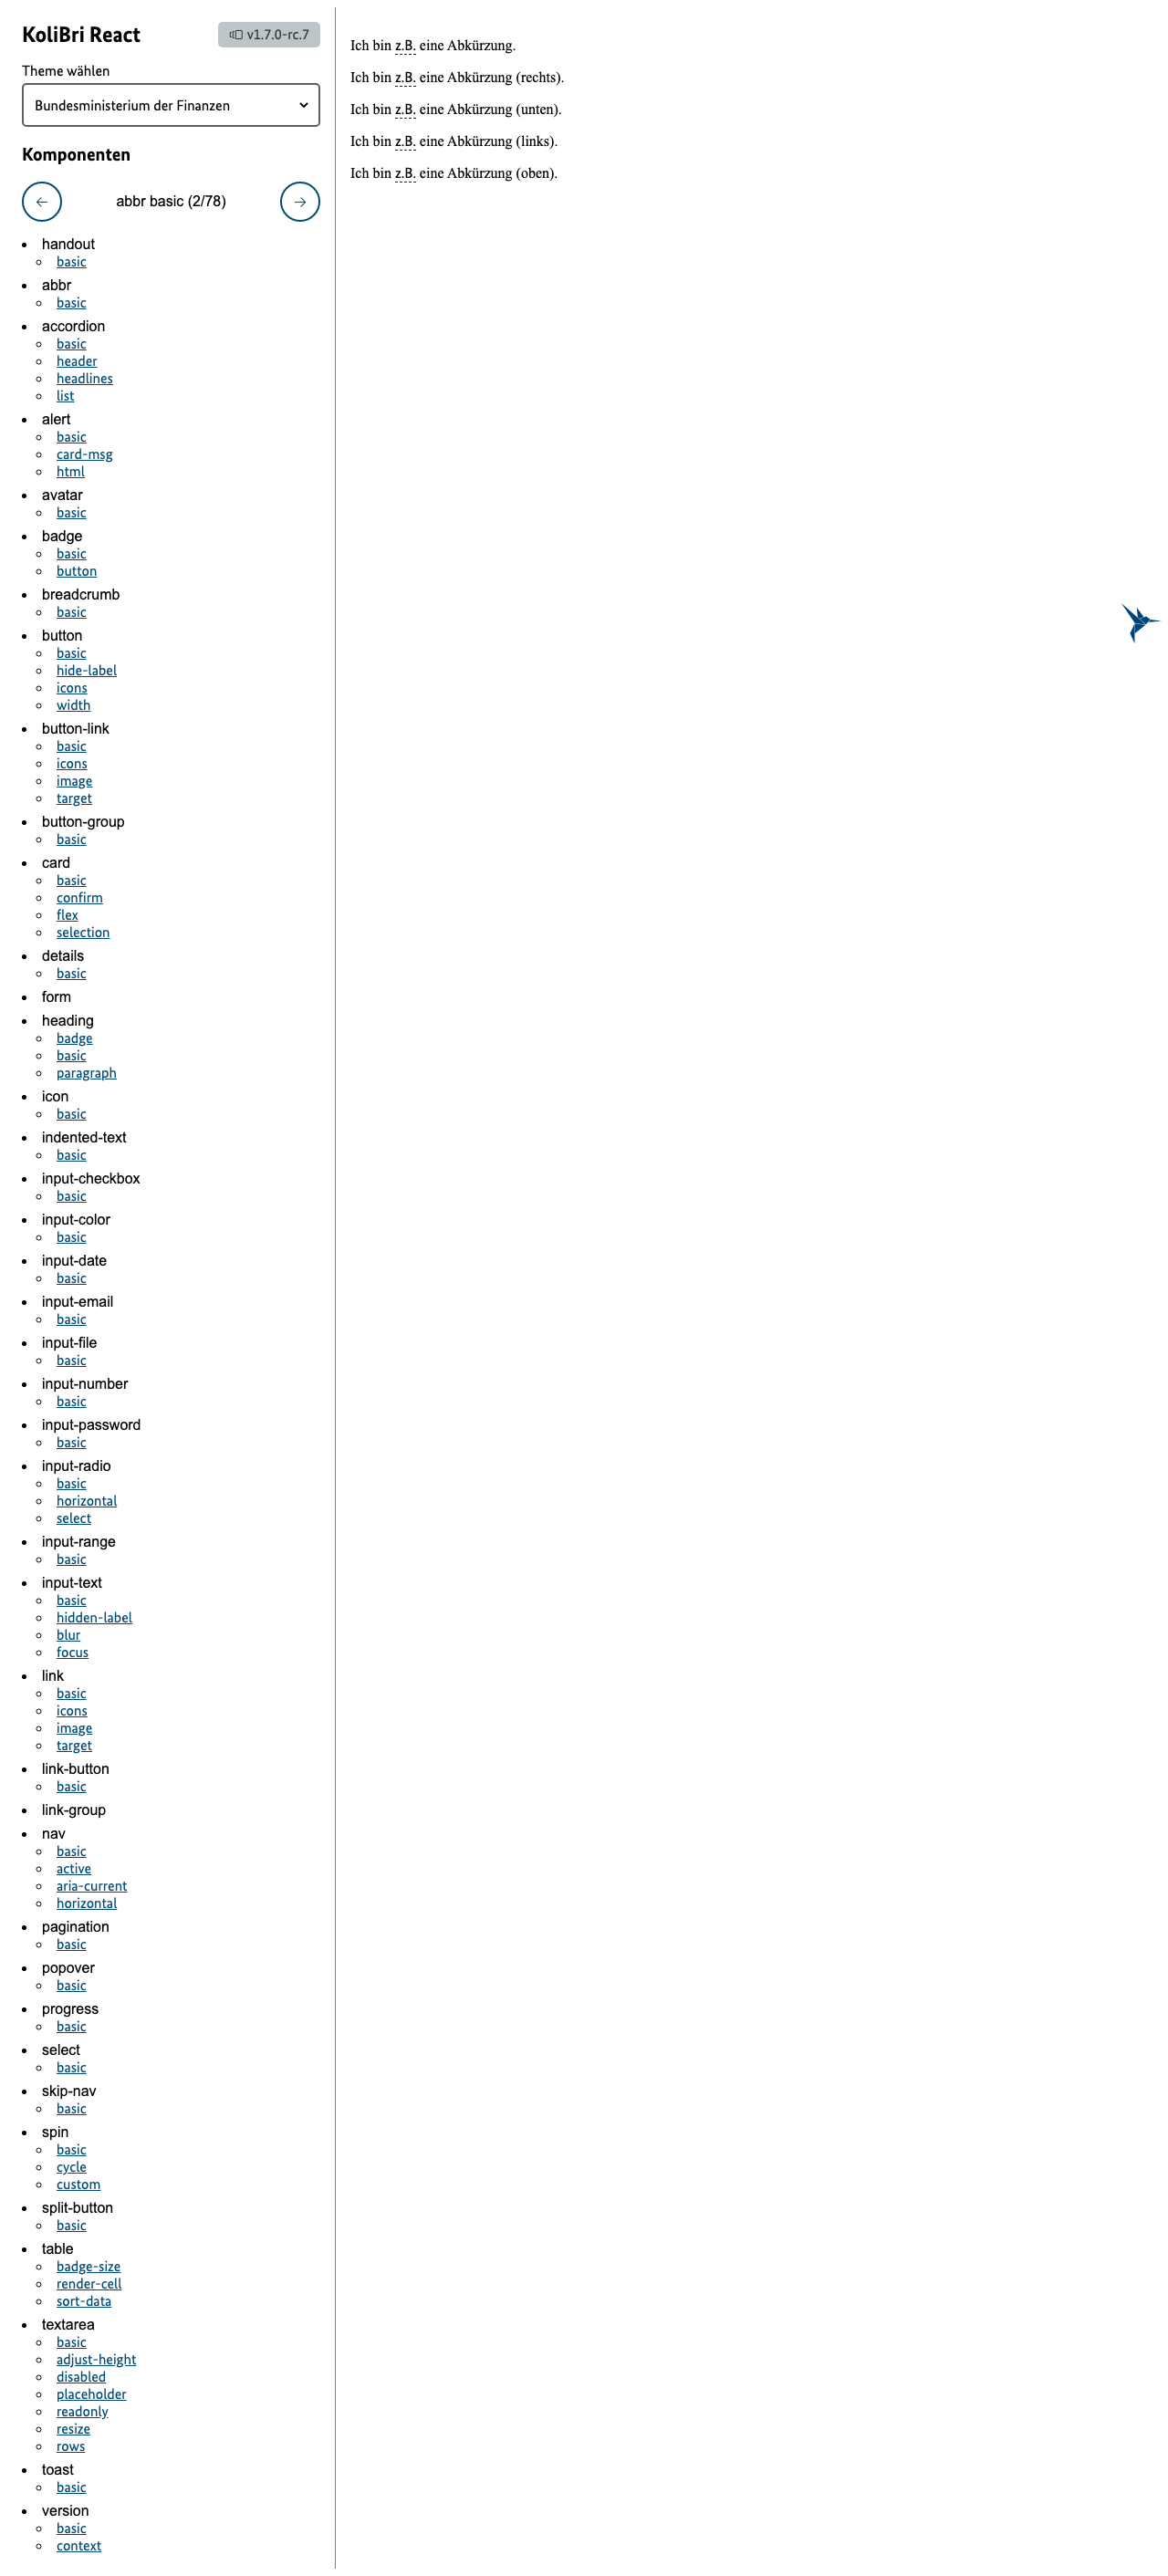 KoliBri React
v1.7.0-rc.7
Theme wählen
Bundesministerium der Finanzen
Komponenten
abbr basic (2/78)
handout
basic
abbr
basic
accordion
basic
header
headlines
list
alert
basic
card-msg
html
avatar
basic
badge
basic
button
breadcrumb
basic
button
basic
hide-label
icons
width
button-link
basic
icons
image
target
button-group
basic
card
basic
confirm
flex
selection
details
basic
form
heading
badge
basic
paragraph
icon
basic
indented-text
basic
input-checkbox
basic
input-color
basic
input-date
basic
input-email
basic
input-file
basic
input-number
basic
input-password
basic
input-radio
basic
horizontal
select
input-range
basic
input-text
basic
hidden-label
blur
focus
link
basic
icons
image
target
link-button
basic
link-group
nav
basic
active
aria-current
horizontal
pagination
basic
popover
basic
progress
basic
select
basic
skip-nav
basic
spin
basic
cycle
custom
split-button
basic
table
badge-size
render-cell
sort-data
textarea
basic
adjust-height
disabled
placeholder
readonly
resize
rows
toast
basic
version
basic
context
Ich bin z.B. eine Abkürzung.
Ich bin z.B. eine Abkürzung (rechts).
Ich bin z.B. eine Abkürzung (unten).
Ich bin z.B. eine Abkürzung (links).
Ich bin z.B. eine Abkürzung (oben).